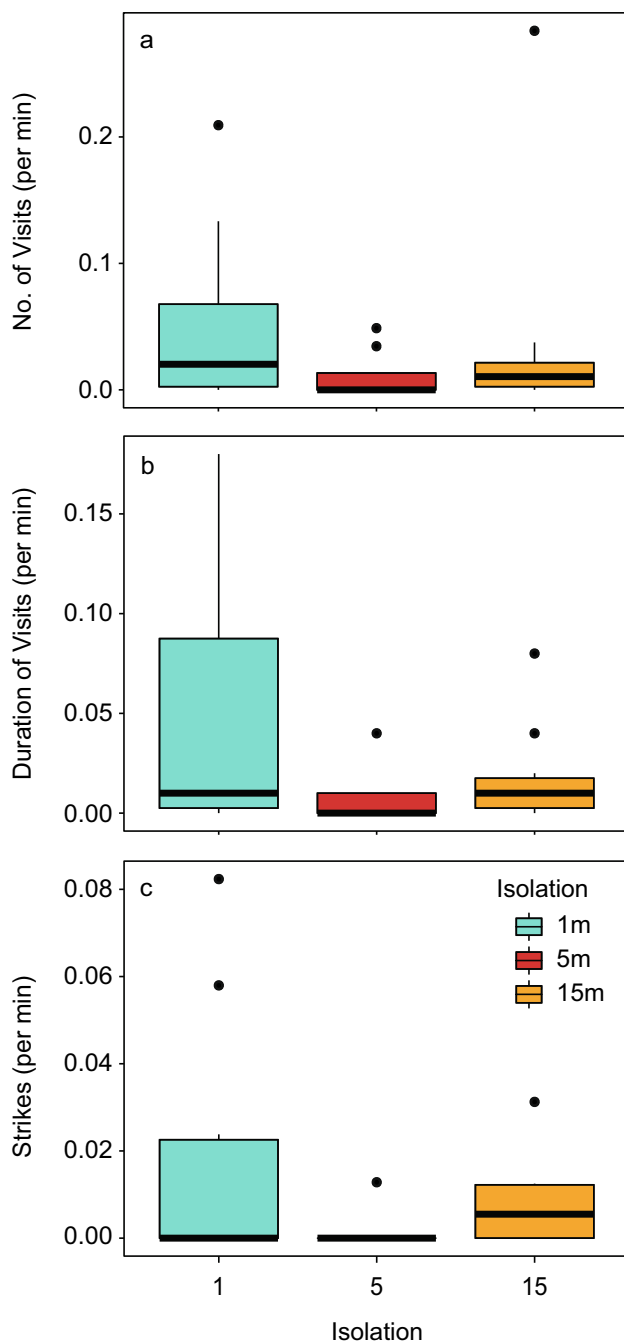 a
No. of Visits (per min)
0.2
0.1
0.0
b
Duration of Visits (per min)
0.15
0.10
0.05
0.00
c
Strikes (per min)
0.08
0.06
0.04
0.02
0.00
Isolation
1m
5m
15m
1 5 15
Isolation